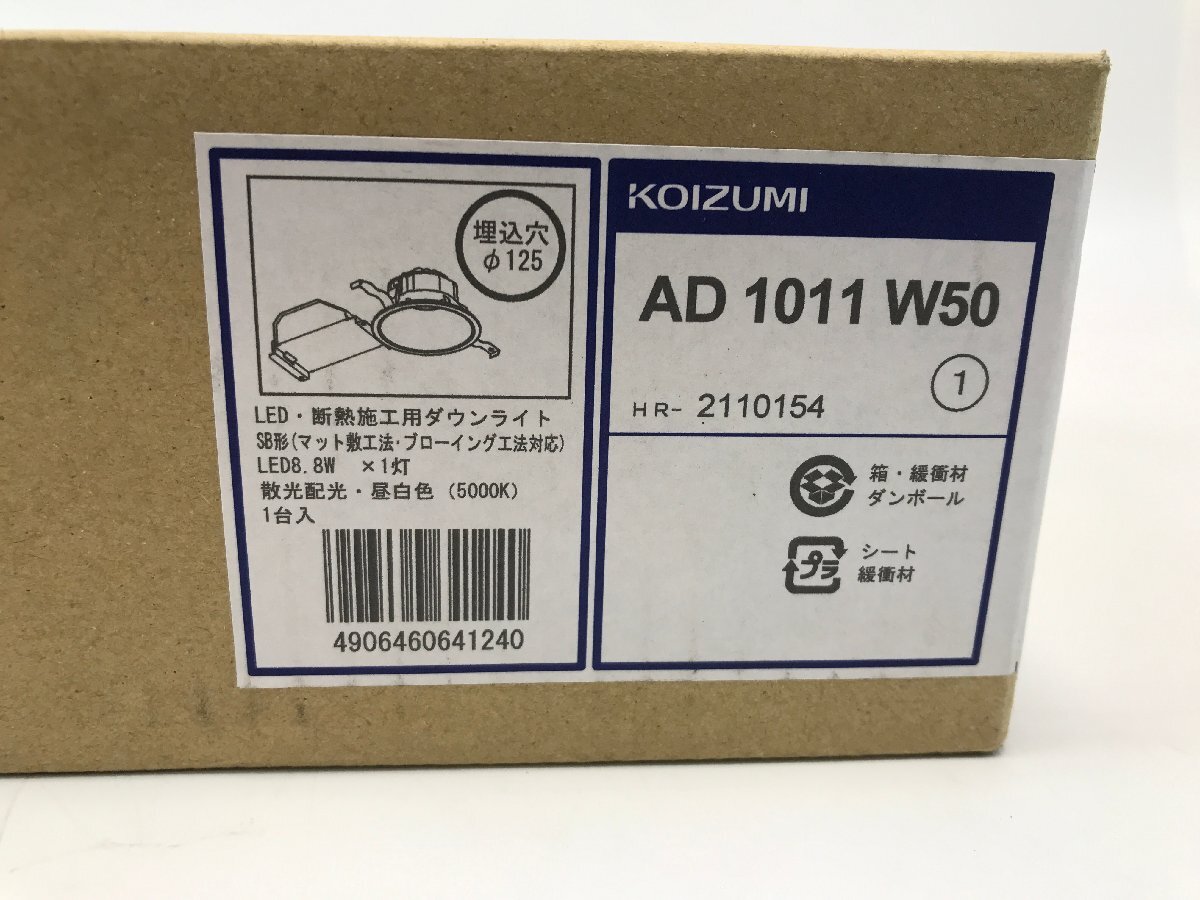 埋込穴
φ125
LED・断熱施工用ダウンライト
SB形(マット敷工法・ブローイング工法対応)
LED8.8W ×1灯
散光配光・昼白色 (5000K)
1台入
4906460641240
KOIZUMI
AD 1011 W50
1
HR- 2110154
箱・緩衝材
ダンボール
プラ
シート
緩衝材